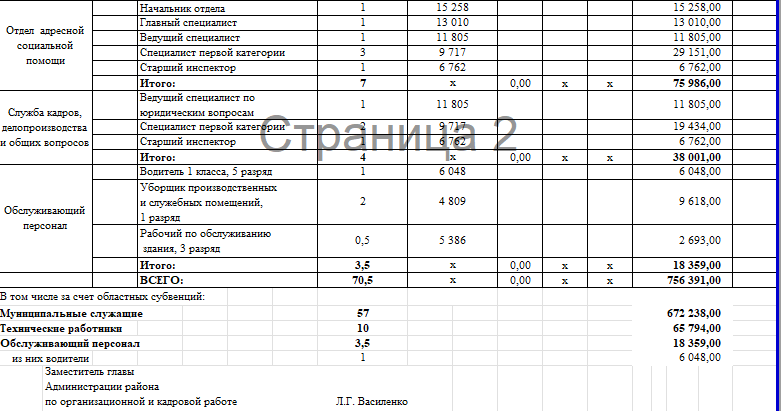 Отдел адресной социальной помощи
Начальник отдела 1 15 258 15 258,00
Главный специалист 1 13 010 13 010,00
Ведущий специалист 1 11 805 11 805,00
Специалист первой категории 3 9 717 29 151,00
Старший инспектор 1 6 762 6 762,00
Итого: 7 х 0,00 х х 75 986,00
Служба кадров, делопроизводства и общих вопросов
Ведущий специалист по
юридическим вопросам 1 11 805 11 805,00
Специалист первой категории 2 9 717 19 434,00
Старший инспектор 1 6 762 6 762,00
Страница 2
Итого: 4 х 0,00 х х 38 001,00
Обслуживающий персонал
Водитель 1 класса, 5 разряд 1 6 048 6 048,00
Уборщик производственных
и служебных помещений, 2 4 809 9 618,00
1 разряд
Рабочий по обслуживанию
здания, 3 разряд 0,5 5 386 2 693,00
Итого: 3,5 х 0,00 х х 18 359,00
ВСЕГО: 70,5 х 0,00 х х 756 391,00
В том числе за счет областных субвенций:
Муниципальные служащие 57 672 238,00
Технические работники 10 65 794,00
Обслуживающий персонал 3,5 18 359,00
из них водители 1 6 048,00
Заместитель главы
Администрации района
по организационной и кадровой работе Л.Г. Василенко